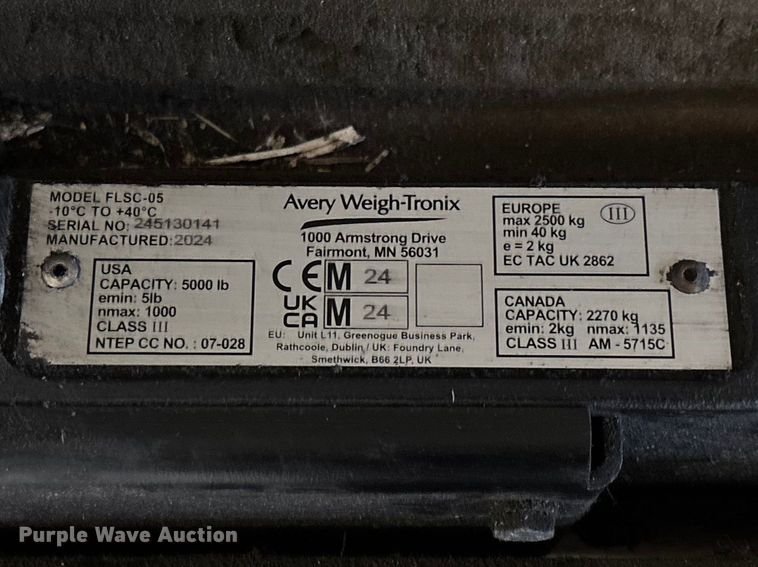 MODEL FLSC-05
-10°C TO +40°C
SERIAL NO: 245130141
MANUFACTURED: 2024
USA
CAPACITY: 5000 lb
emin: 5lb
nmax: 1000
CLASS III
NTEP CC NO. : 07-028
Avery Weigh-Tronix
1000 Armstrong Drive
Fairmont, MN 56031
CE M 24
UK CA M 24
EU: Unit L11, Greenogue Business Park,
Rathcoole, Dublin / UK: Foundry Lane,
Smethwick, B66 2LP, UK
EUROPE III
max 2500 kg
min 40 kg
e = 2 kg
EC TAC UK 2862
CANADA
CAPACITY: 2270 kg
emin: 2kg nmax: 1135
CLASS III AM - 5715C
Purple Wave Auction